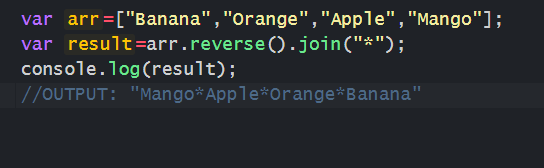 var arr=["Banana","Orange","Apple","Mango"];
var result=arr.reverse().join("*");
console.log(result);
//OUTPUT: "Mango*Apple*Orange*Banana"